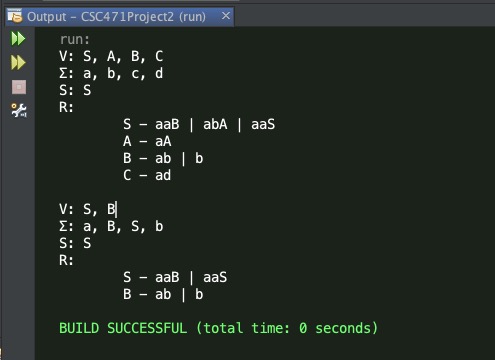 Output – CSC471Project2 (run)
run:
V: S, A, B, C
Σ: a, b, c, d
S: S
R:
S – aaB | abA | aaS
A – aA
B – ab | b
C – ad
V: S, B
Σ: a, B, S, b
S: S
R:
S – aaB | aaS
B – ab | b
BUILD SUCCESSFUL (total time: 0 seconds)